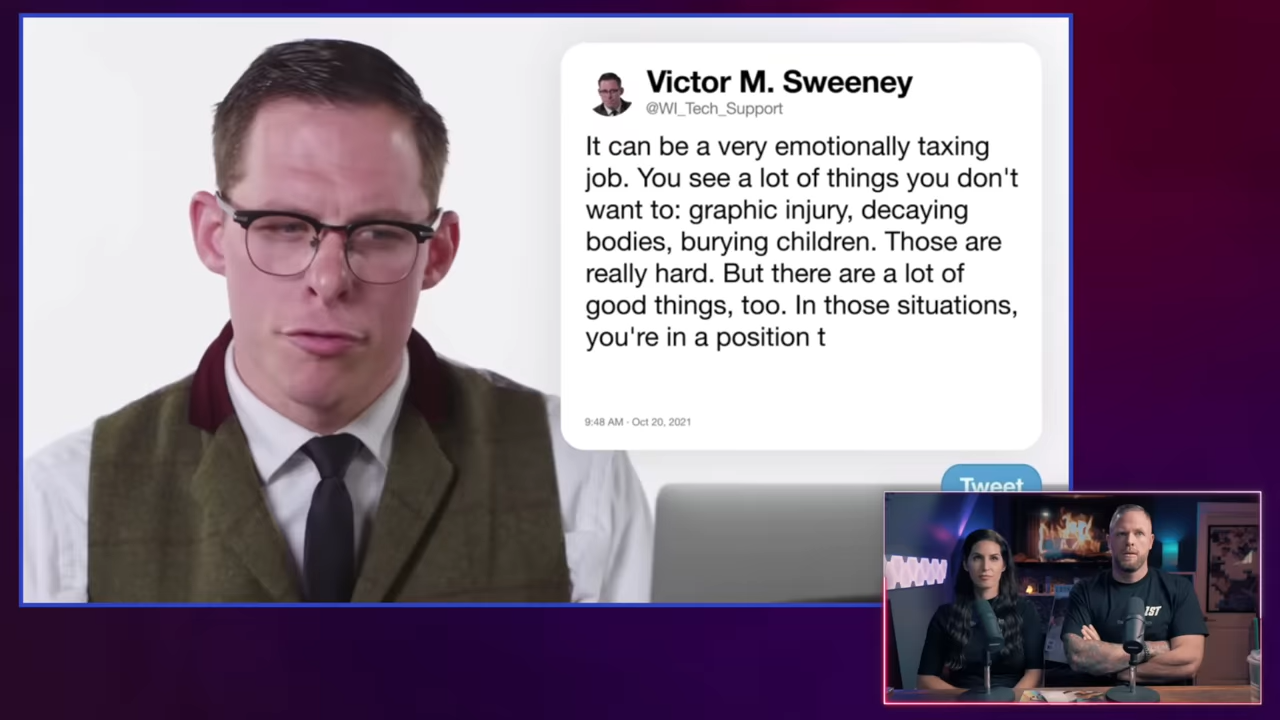 Victor M. Sweeney
@WI_Tech_Support
It can be a very emotionally taxing
job. You see a lot of things you don't
want to: graphic injury, decaying
bodies, burying children. Those are
really hard. But there are a lot of
good things, too. In those situations,
you're in a position t
9:48 AM · Oct 20, 2021
Tweet